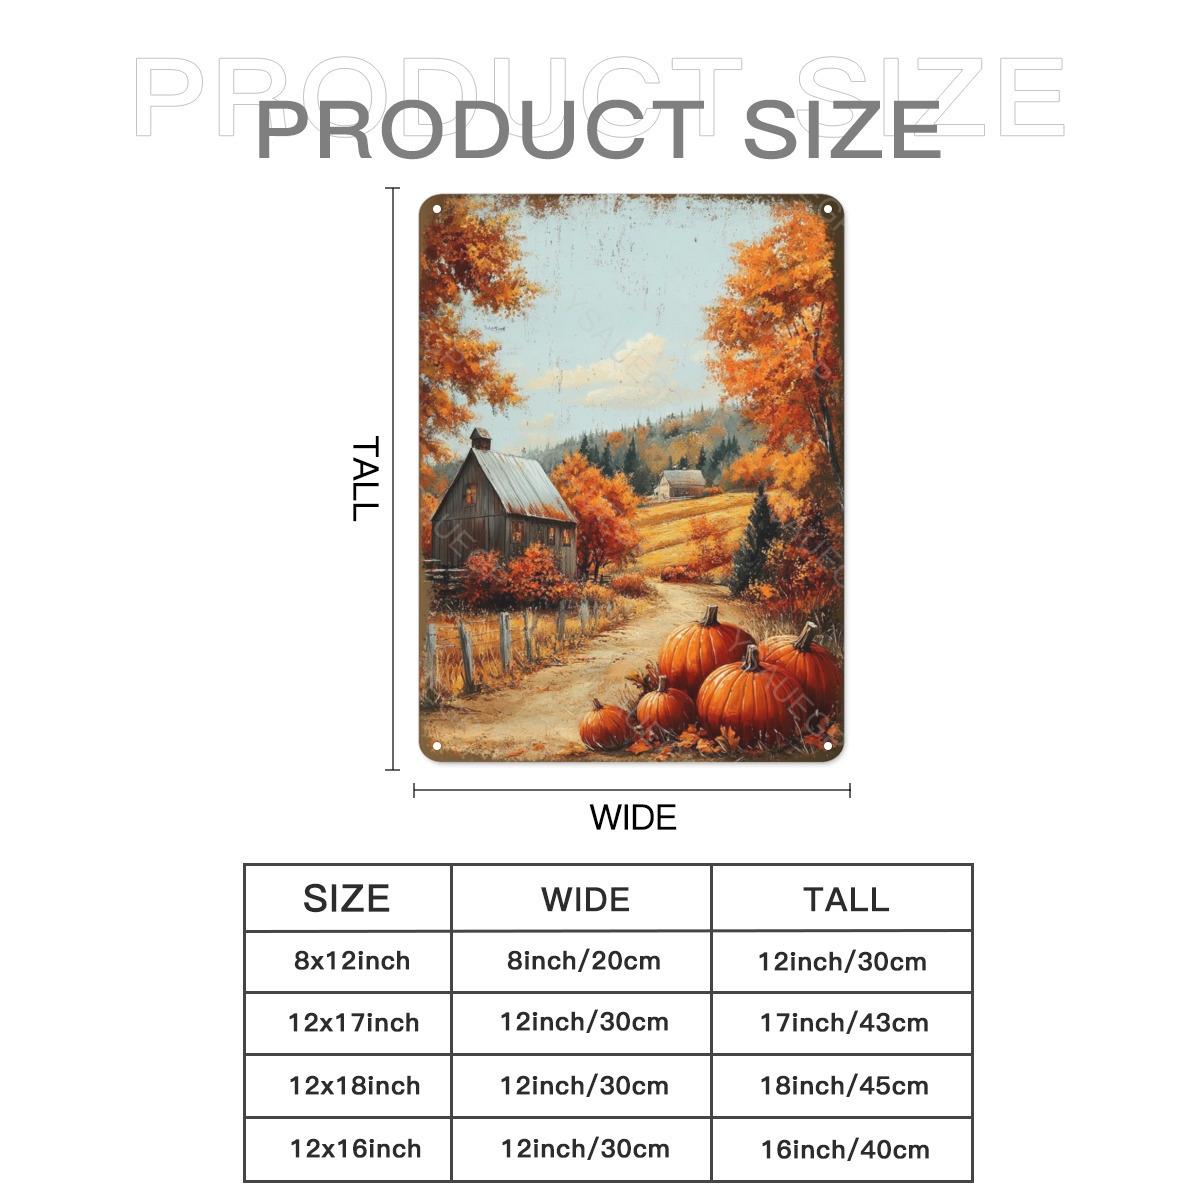 PRODUCT SIZE
PRODUCT SIZE
TALL
WIDE
SIZE WIDE TALL
8x12inch 8inch/20cm 12inch/30cm
12x17inch 12inch/30cm 17inch/43cm
12x18inch 12inch/30cm 18inch/45cm
12x16inch 12inch/30cm 16inch/40cm